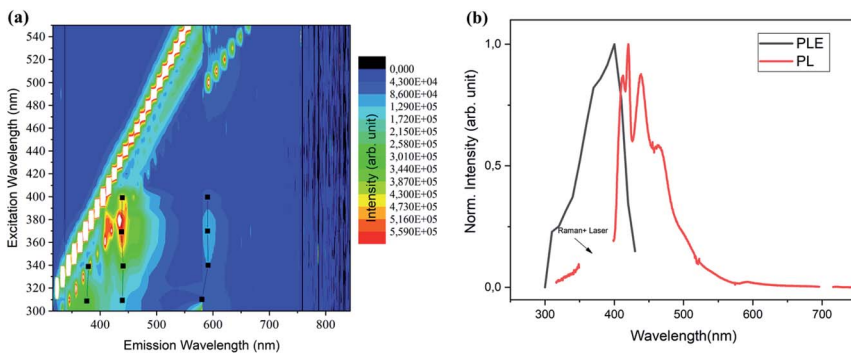 (a)
540
520
500
480
460
440
420
400
380
360
340
320
300
Excitation Wavelength (nm)
400
500
600
700
800
Emission Wavelength (nm)
Intensity (arb. unit)
0,000
4,300E+04
8,600E+04
1,290E+05
1,720E+05
2,150E+05
2,580E+05
3,010E+05
3,440E+05
3,870E+05
4,300E+05
4,730E+05
5,160E+05
5,590E+05
(b)
1,0
0,5
0,0
Norm. Intensity (arb. unit)
PLE
PL
Raman+ Laser
300
400
500
600
700
Wavelength(nm)